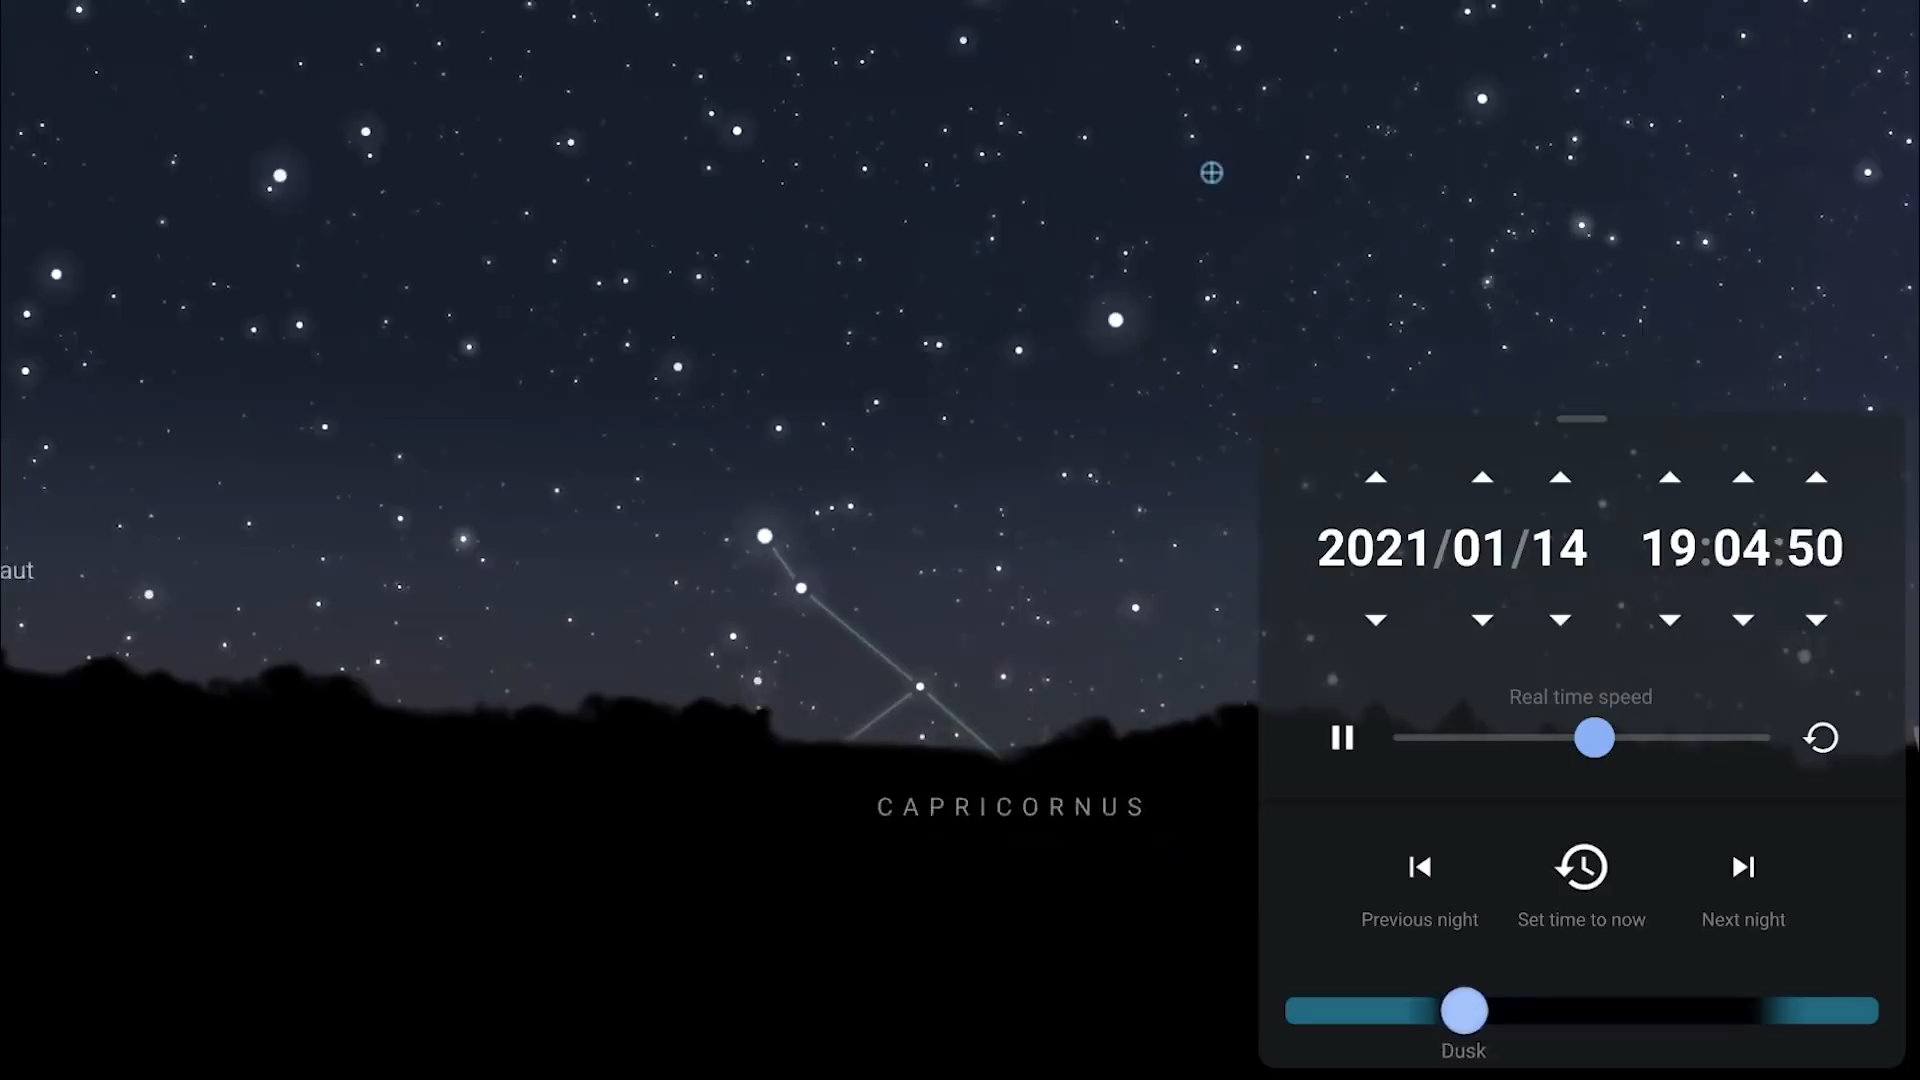 aut
2021/01/14 19:04:50
Real time speed
CAPRICORNUS
Previous night Set time to now Next night
Dusk